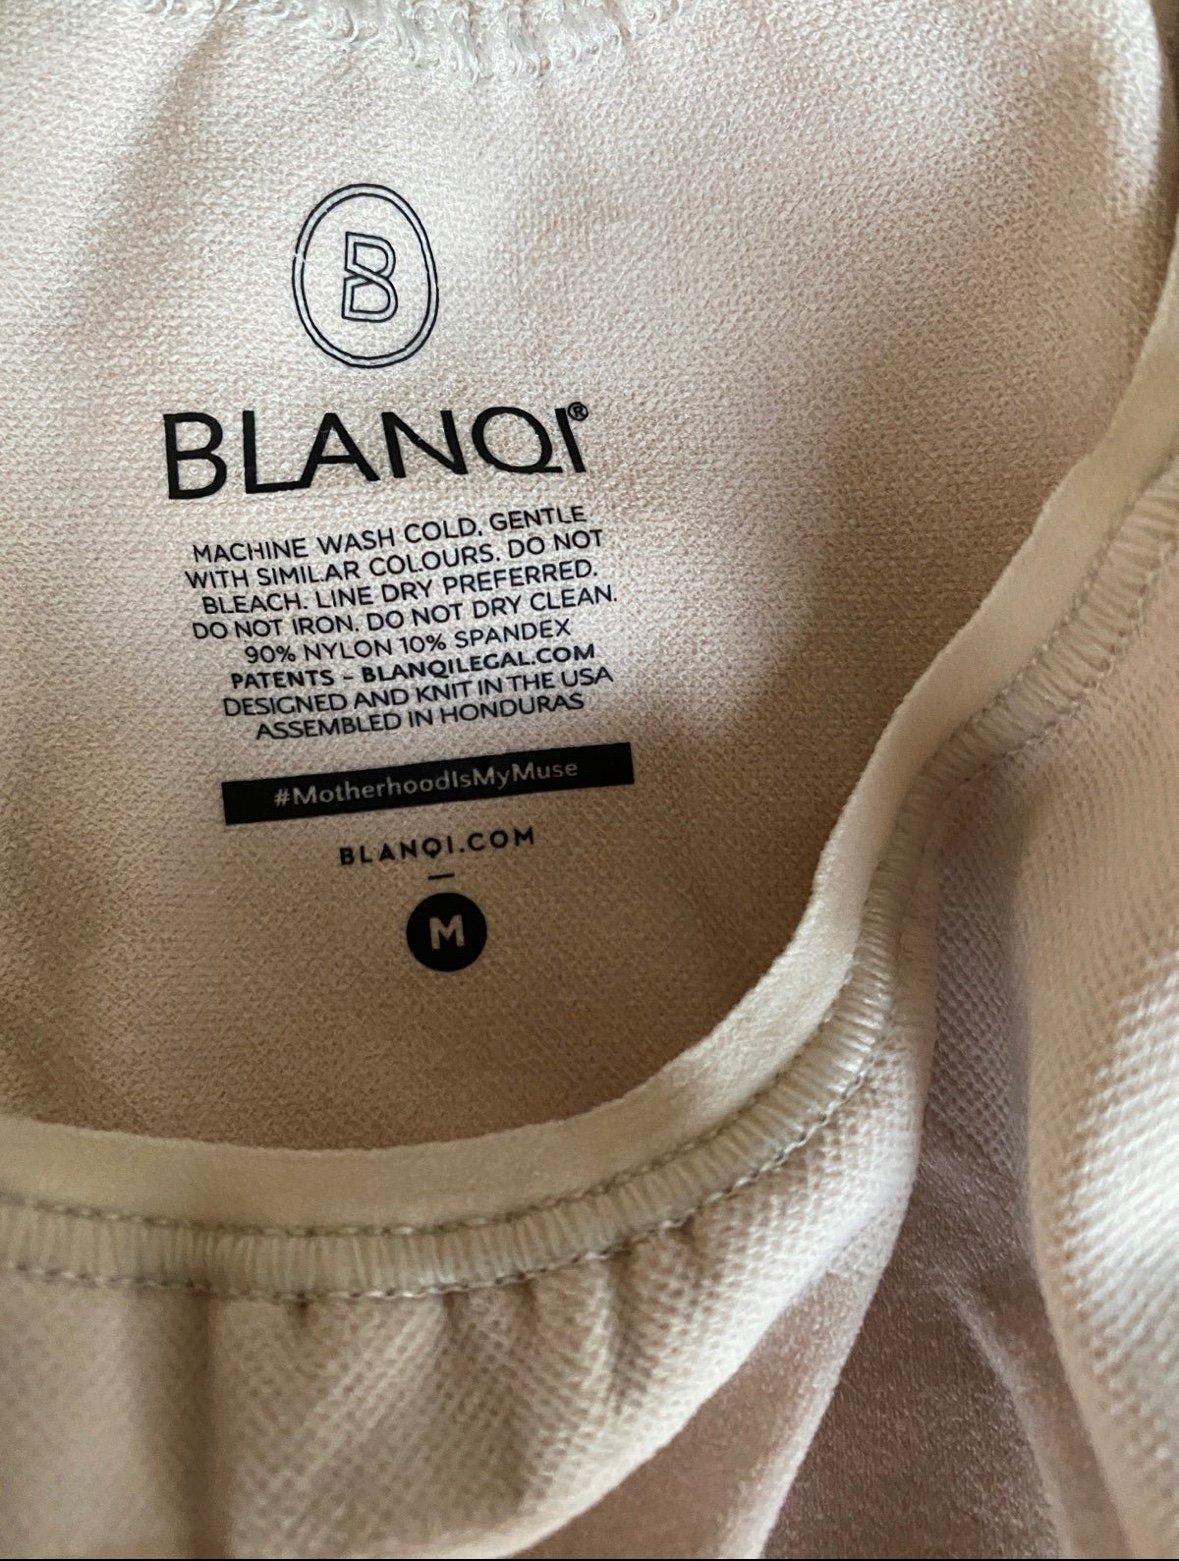 B
BLANQI®
MACHINE WASH COLD. GENTLE
WITH SIMILAR COLOURS. DO NOT
BLEACH. LINE DRY PREFERRED.
DO NOT IRON. DO NOT DRY CLEAN.
90% NYLON 10% SPANDEX
PATENTS - BLANQILEGAL.COM
DESIGNED AND KNIT IN THE USA
ASSEMBLED IN HONDURAS
#MotherhoodIsMyMuse
BLANQI.COM
M